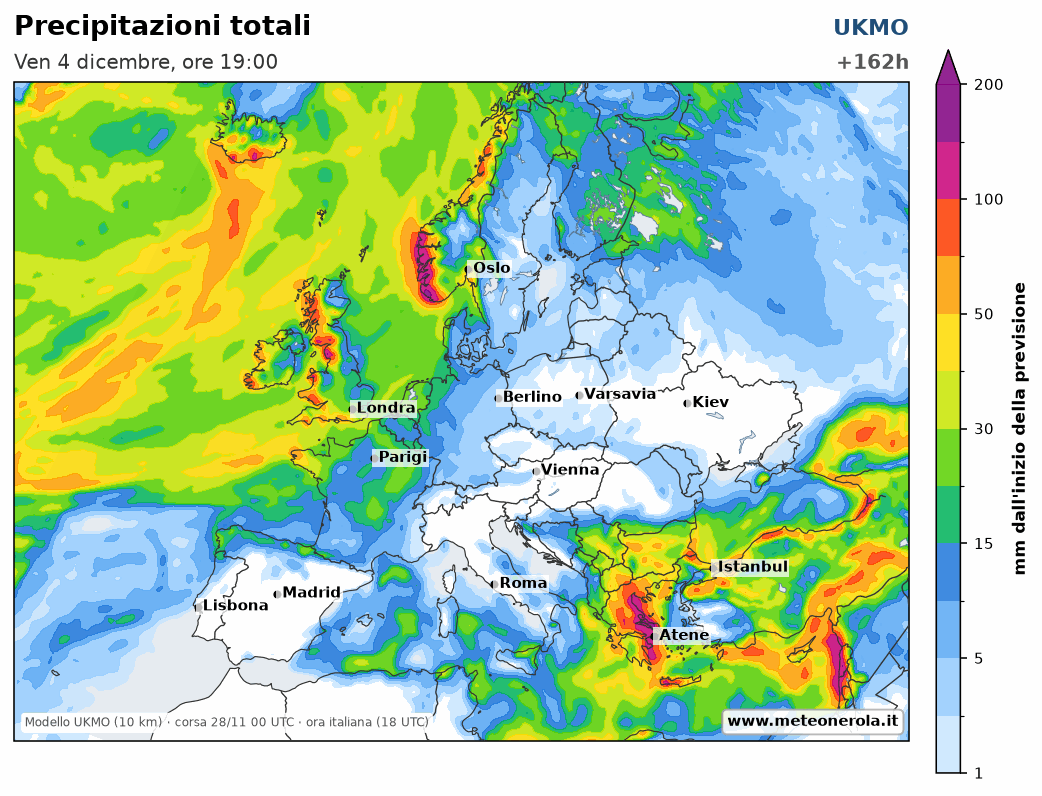 Precipitazioni totali
UKMO
Ven 4 dicembre, ore 19:00
+162h
200
100
50
30
15
5
1
mm dall'inizio della previsione
Oslo
Londra
Berlino
Varsavia
Kiev
Parigi
Vienna
Istanbul
Roma
Madrid
Lisbona
Atene
Modello UKMO (10 km) · corsa 28/11 00 UTC · ora italiana (18 UTC)
www.meteonerola.it